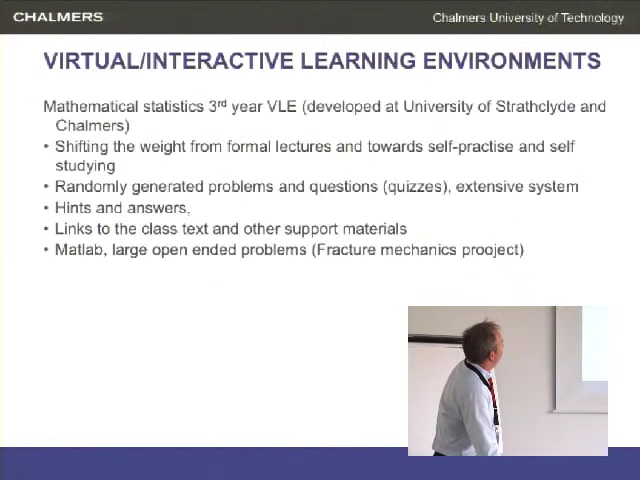 CHALMERS
Chalmers University of Technology
VIRTUAL/INTERACTIVE LEARNING ENVIRONMENTS
Mathematical statistics 3rd year VLE (developed at University of Strathclyde and
Chalmers)
• Shifting the weight from formal lectures and towards self-practise and self
studying
• Randomly generated problems and questions (quizzes), extensive system
• Hints and answers,
• Links to the class text and other support materials
• Matlab, large open ended problems (Fracture mechanics prooject)